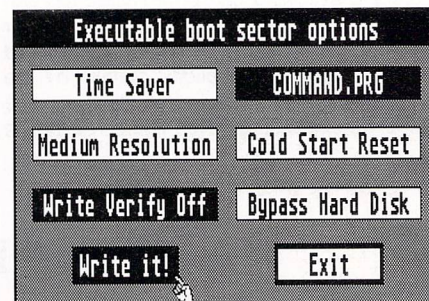 Executable boot sector options
Time Saver
COMMAND.PRG
Medium Resolution
Cold Start Reset
Write Verify Off
Bypass Hard Disk
Write it!
Exit